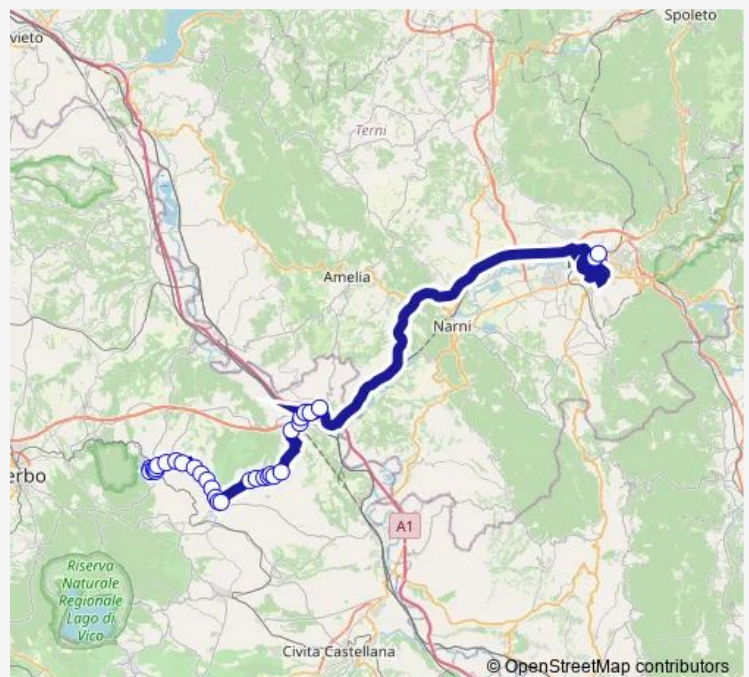 Spoleto
vieto
Terni
Amelia
Narni
erbo
A1
Riserva
Naturale
Regionale
Lago di
Vico
Civita Castellana
© OpenStreetMap contributors